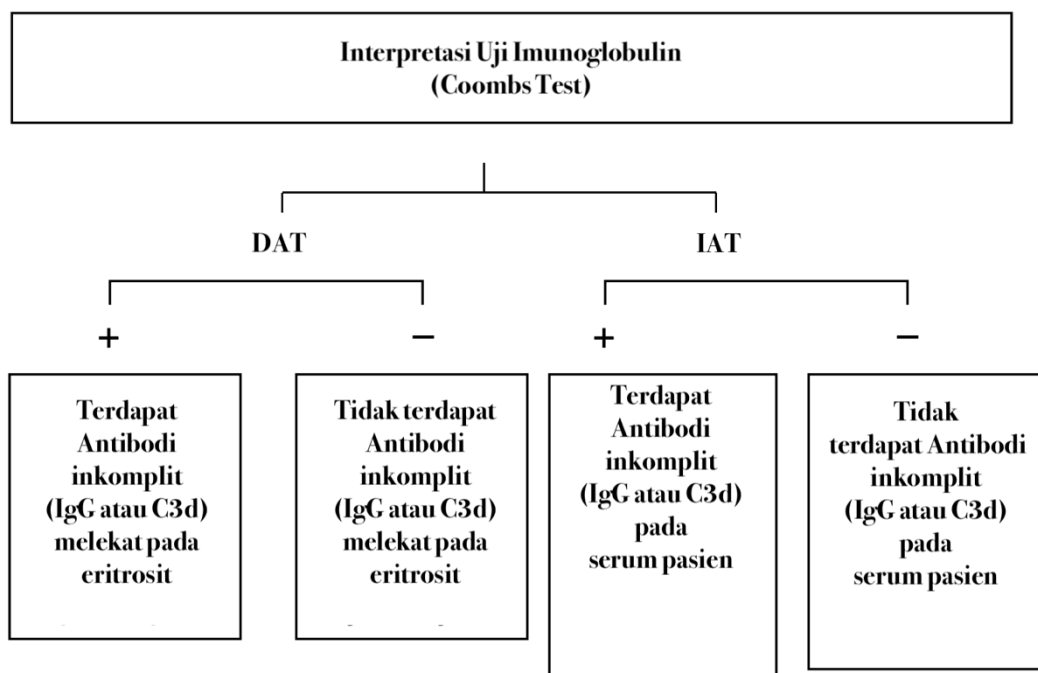 Interpretasi Uji Imunoglobulin
(Coombs Test)
DAT
IAT
+
−
+
−
Terdapat
Antibodi
inkomplit
(IgG atau C3d)
melekat pada
eritrosit
Tidak terdapat
Antibodi
inkomplit
(IgG atau C3d)
melekat pada
eritrosit
Terdapat
Antibodi
inkomplit
(IgG atau C3d)
pada
serum pasien
Tidak
terdapat Antibodi
inkomplit
(IgG atau C3d)
pada
serum pasien